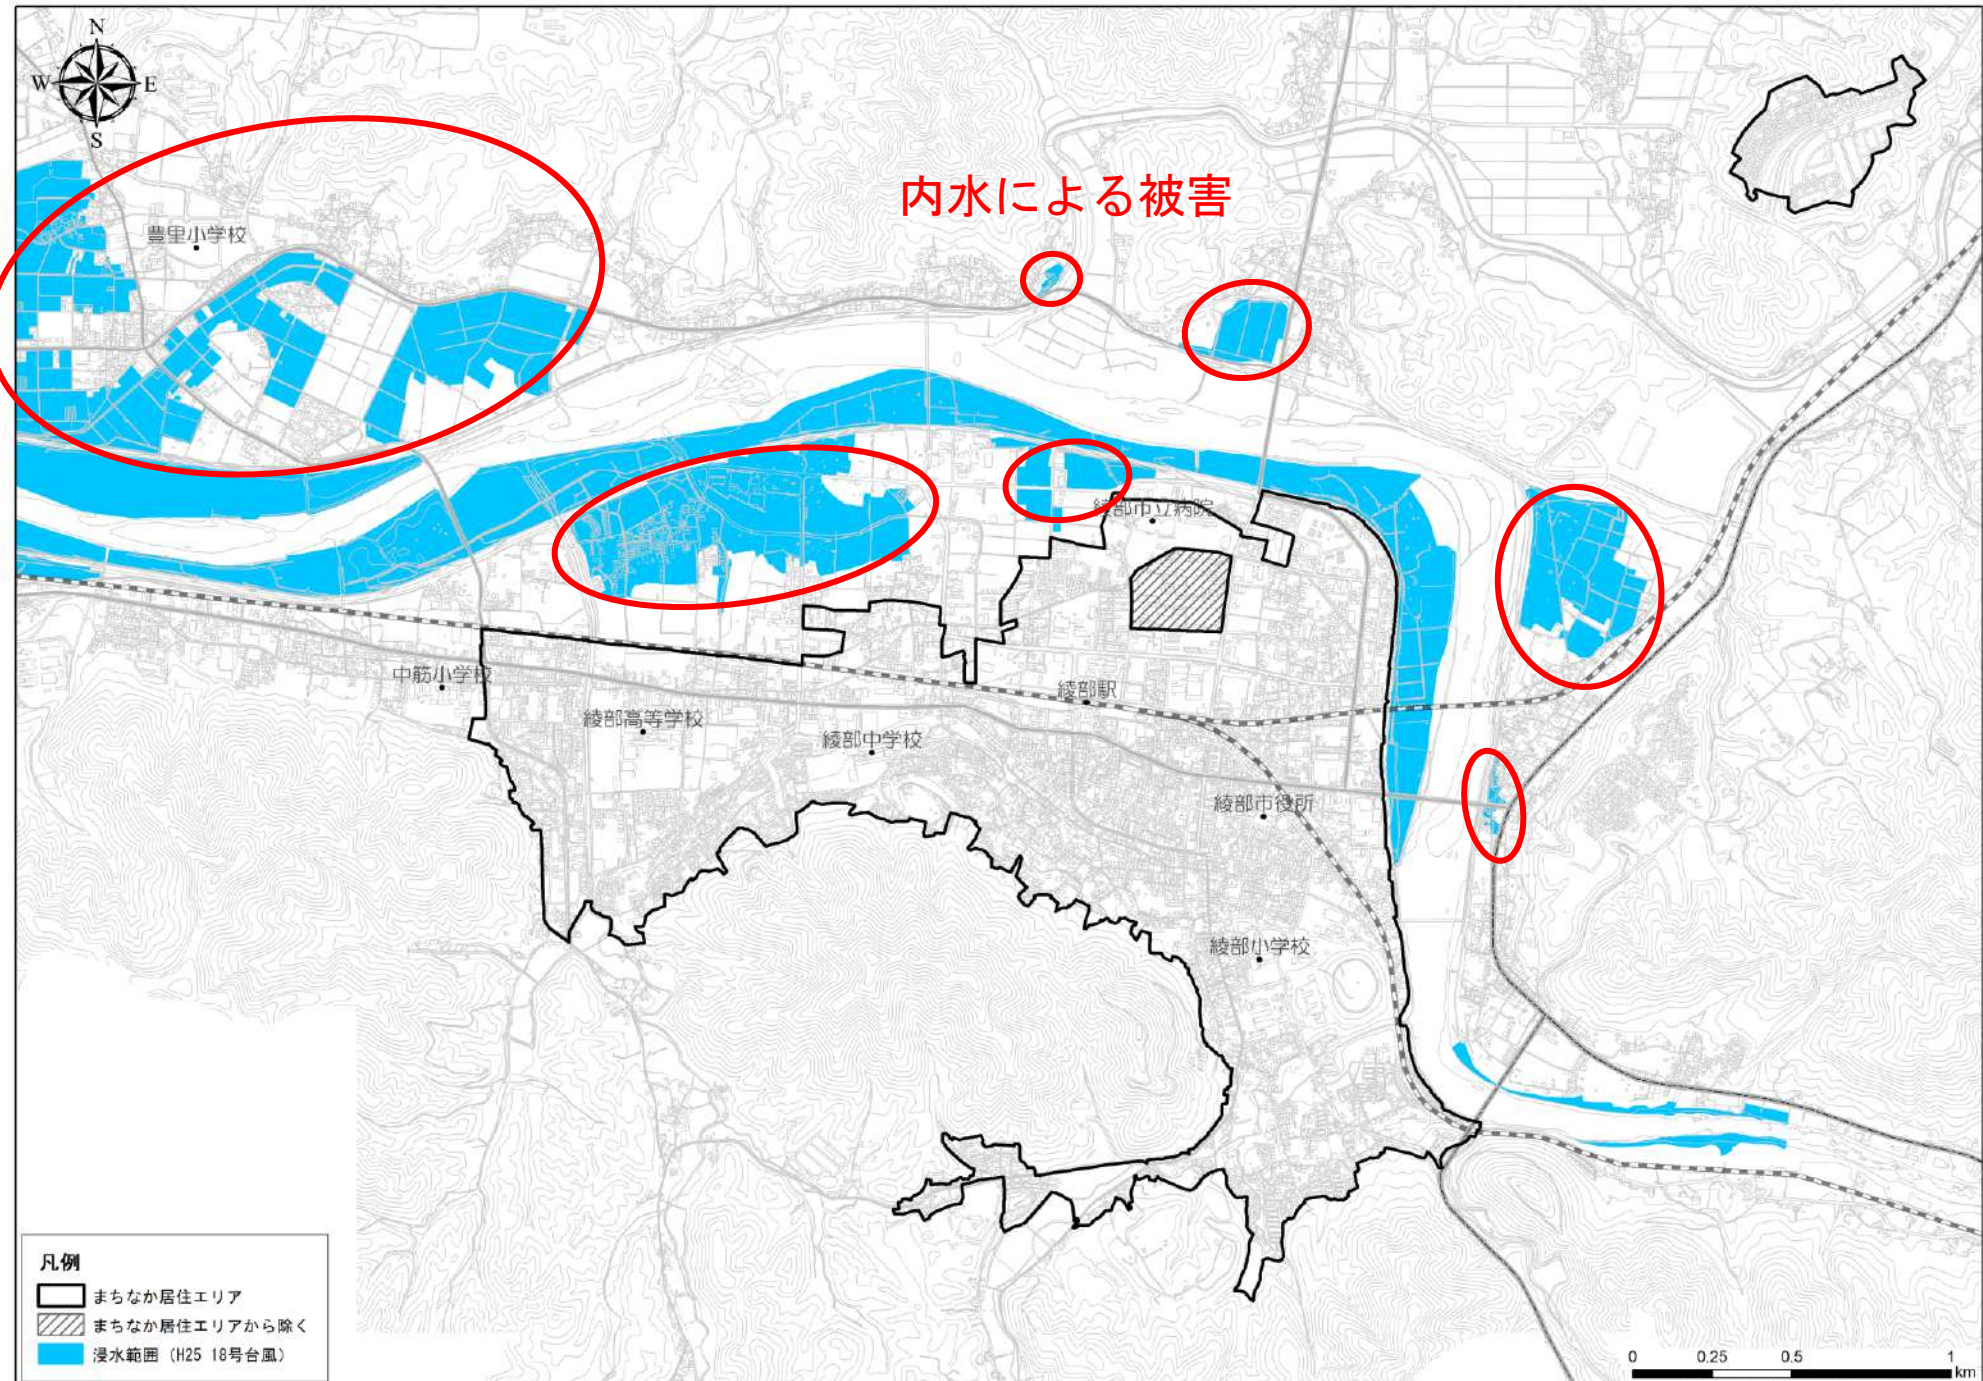 N
W
E
S
内水による被害
豊里小学校
綾部市立病院
中筋小学校
綾部駅
綾部高等学校
綾部中学校
綾部市役所
綾部小学校
凡例
まちなか居住エリア
まちなか居住エリアから除く
浸水範囲（H25 18号台風）
0 0.25 0.5 1
km